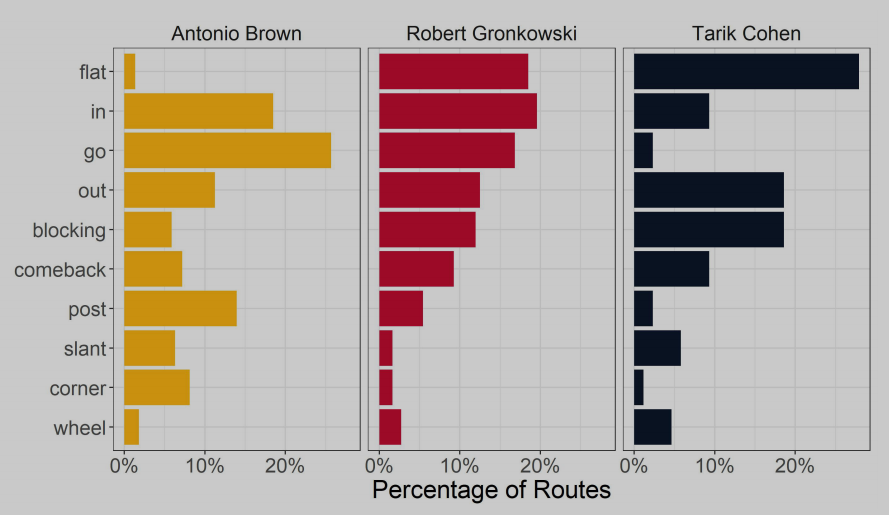 Antonio Brown Robert Gronkowski Tarik Cohen
flat
in
go
out
blocking
comeback
post
slant
corner
wheel
0% 10% 20% 0% 10% 20% 0% 10% 20%
Percentage of Routes